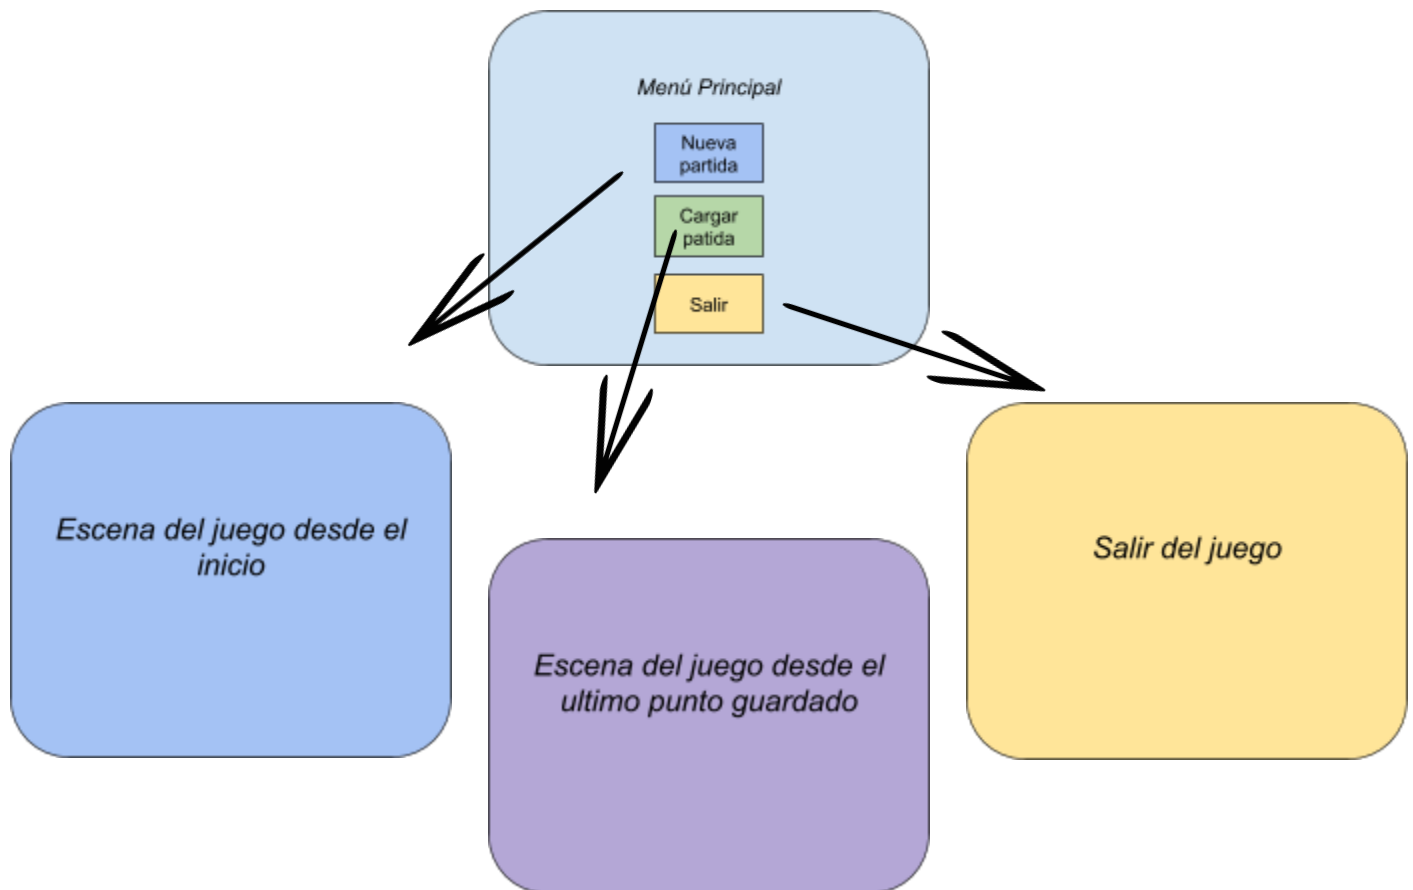 Menú Principal
Nueva
partida
Cargar
patida
Salir
Escena del juego desde el
inicio
Escena del juego desde el
ultimo punto guardado
Salir del juego